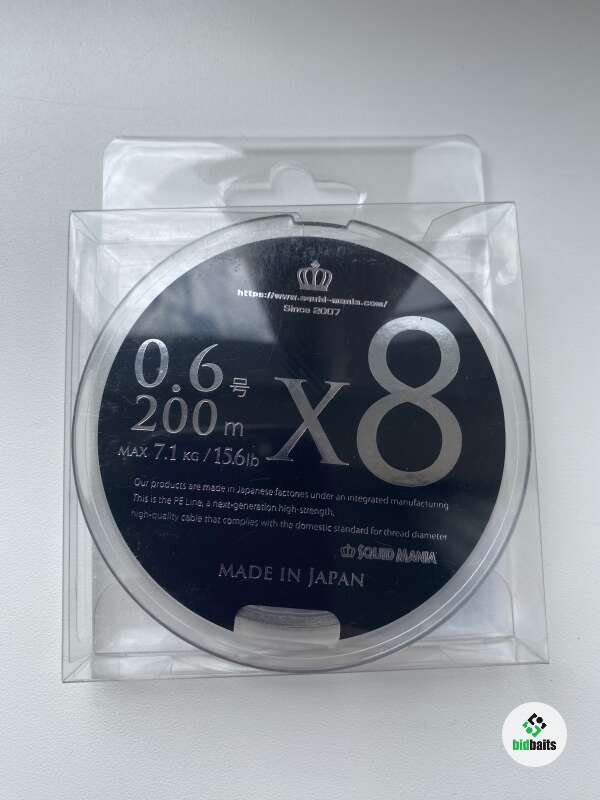 https://www.squid-mania.com/
Since 2007
0.6号
200m
MAX 7.1 KG / 15.6lb
X8
Our products are made in Japanese factories under an integrated manufacturing
This is the PE Line, a next-generation high-strength,
high-quality cable that complies with the domestic standard for thread diameter
SQUID MANIA
MADE IN JAPAN
bidbaits